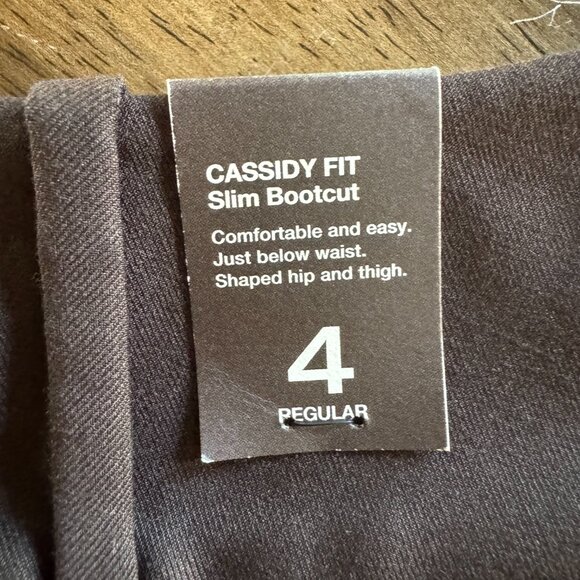 CASSIDY FIT
Slim Bootcut
Comfortable and easy.
Just below waist.
Shaped hip and thigh.
4
REGULAR